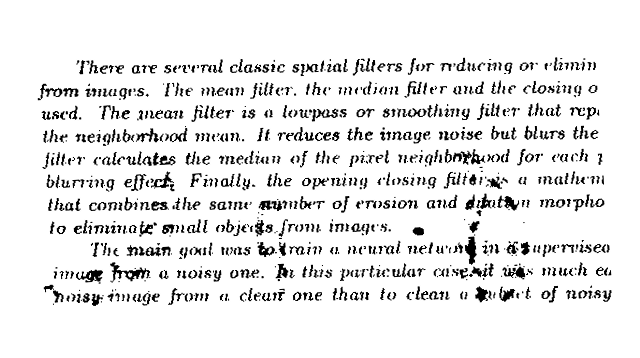 There are several classic spatial filters for reducing or elimin
from images. The mean filter, the median filter and the closing o
used. The mean filter is a lowpass or smoothing filter that repl
the neighborhood mean. It reduces the image noise but blurs the
filter calculates the median of the pixel neighborhood for each p
blurring effect. Finally, the opening closing filter is a mathem
that combines the same number of erosion and dilation morpho
to eliminate small objects from images.
The main goal was to train a neural network in a supervised
image from a noisy one. In this particular case, it was much ea
noisy image from a clean one than to clean a subset of noisy